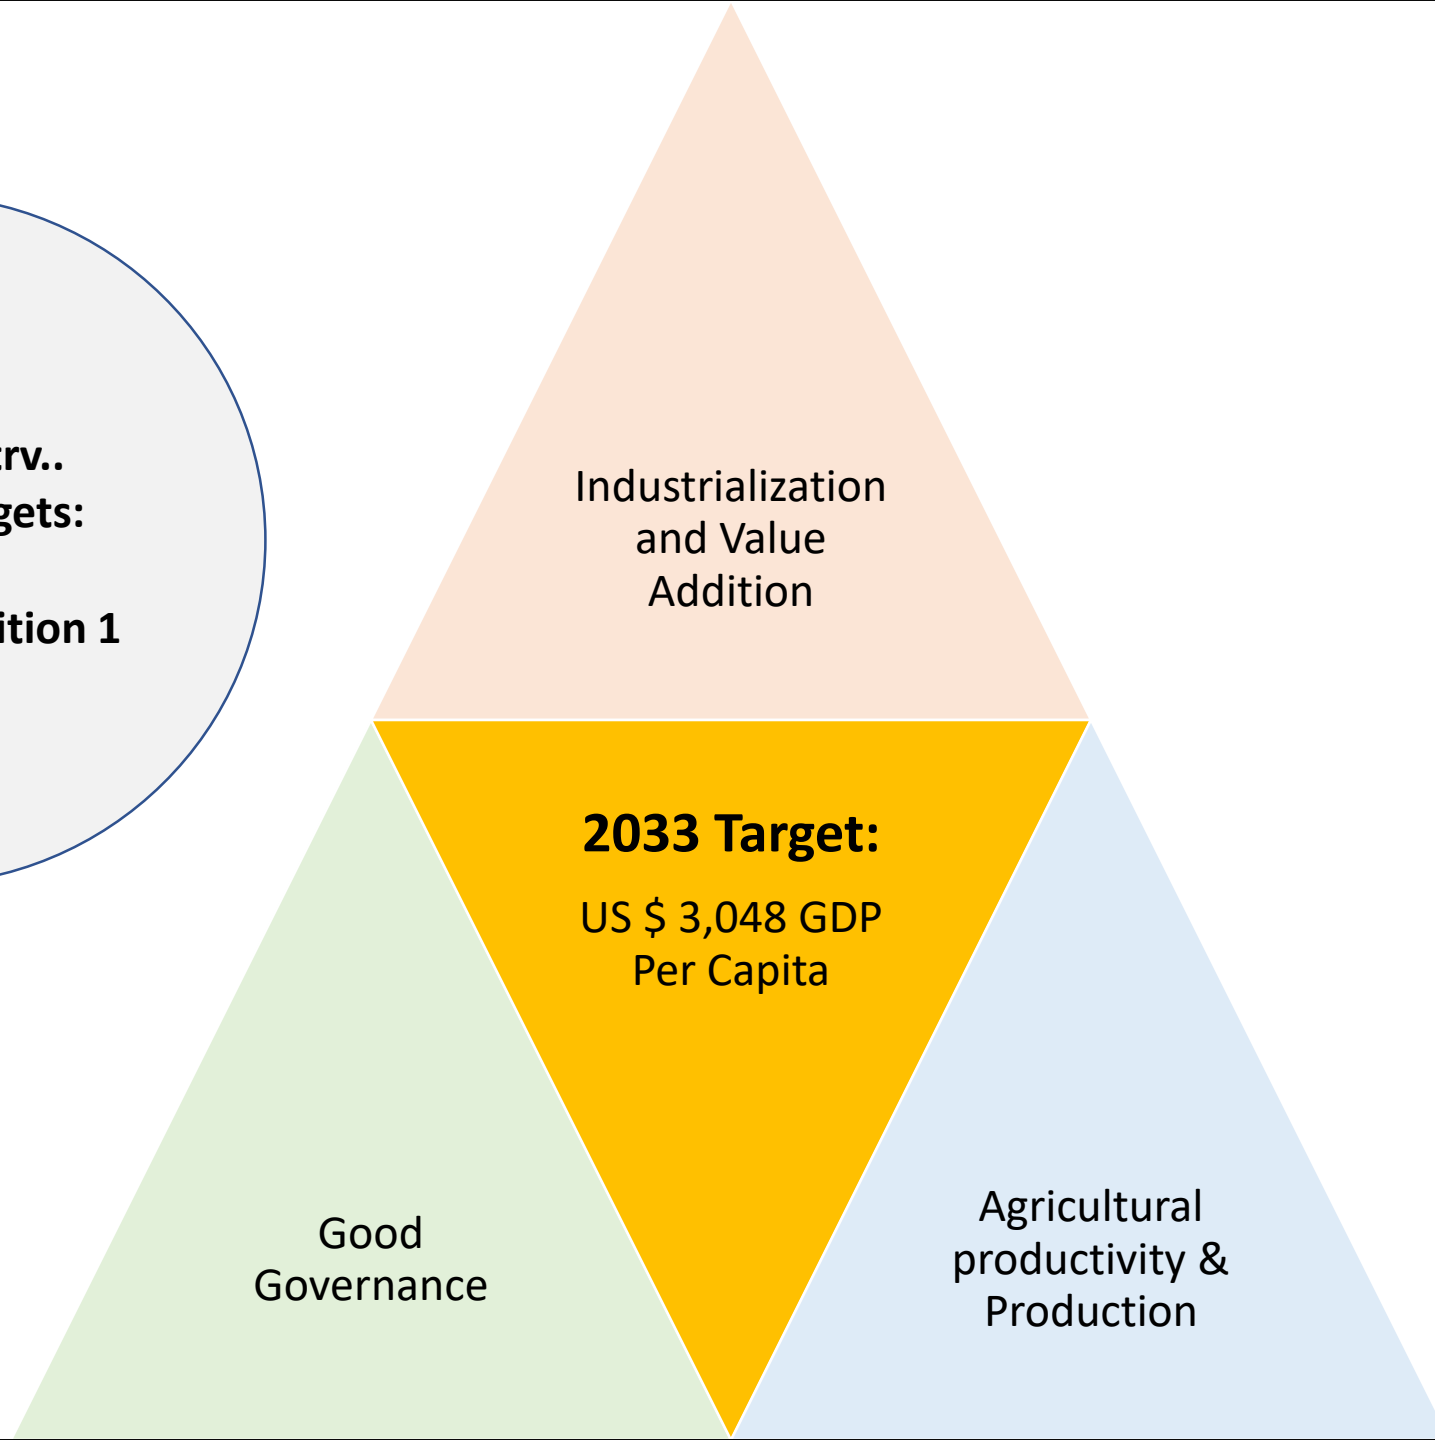 gets:
ition 1
Industrialization
and Value
Addition
2033 Target:
US $ 3,048 GDP
Per Capita
Good
Governance
Agricultural
productivity &
Production